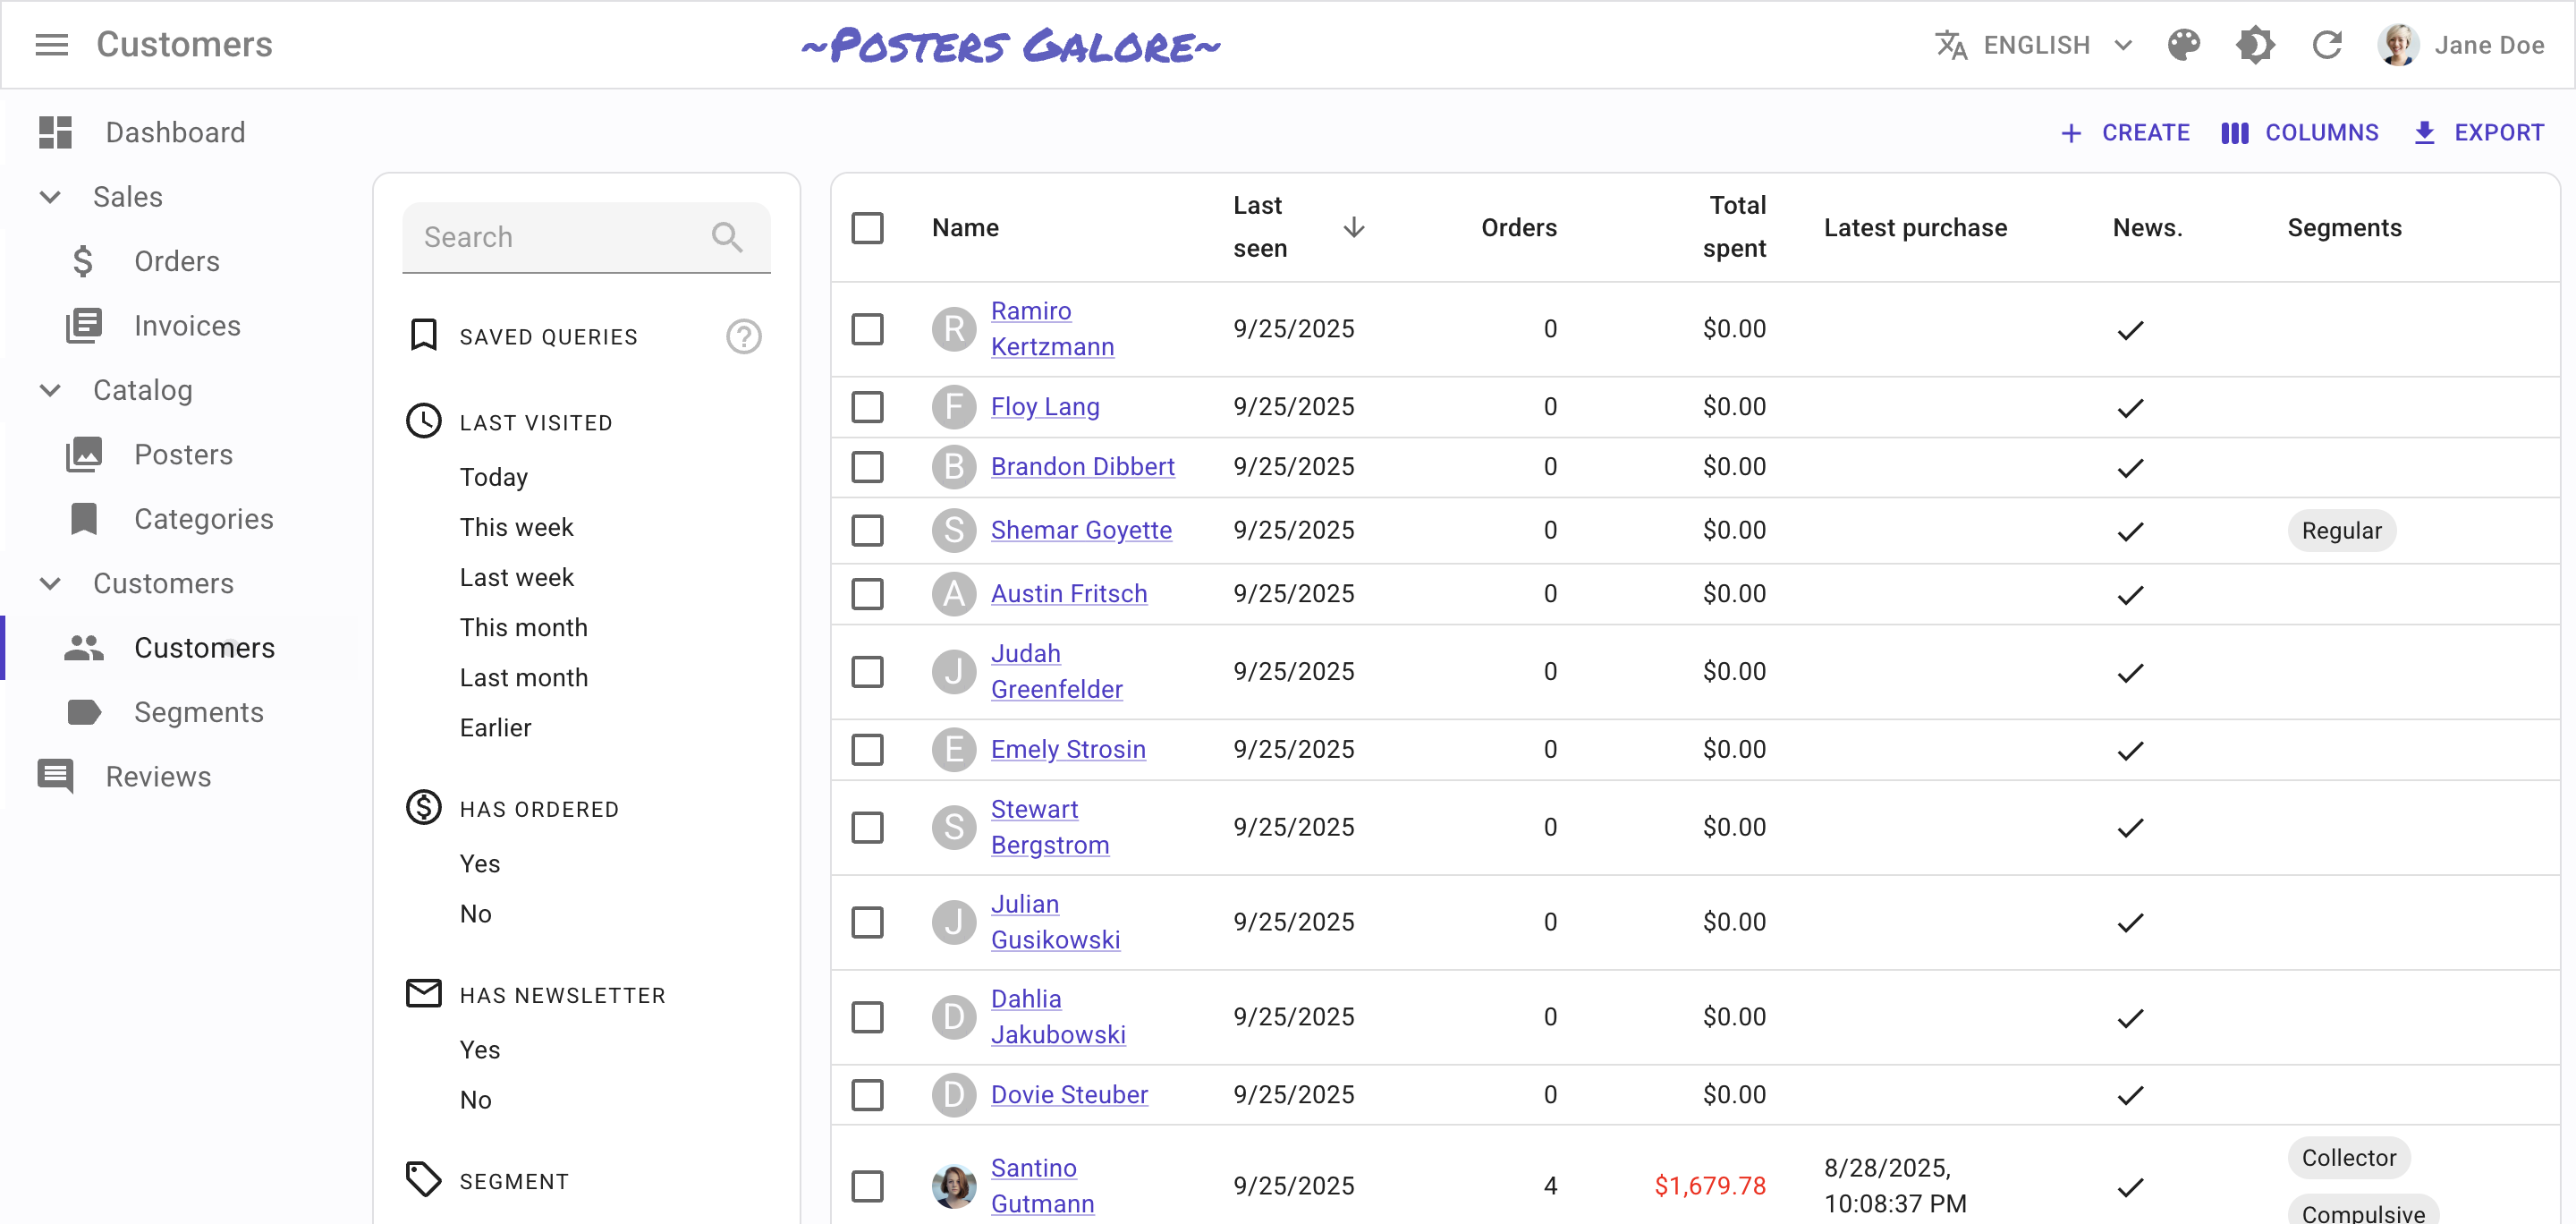 Customers
~Posters Galore~
ENGLISH
Jane Doe
Dashboard
Sales
Orders
Invoices
Catalog
Posters
Categories
Customers
Customers
Segments
Reviews
CREATE
COLUMNS
EXPORT
Search
SAVED QUERIES
?
LAST VISITED
Today
This week
Last week
This month
Last month
Earlier
HAS ORDERED
Yes
No
HAS NEWSLETTER
Yes
No
SEGMENT
Name Last seen Orders Total spent Latest purchase News. Segments
R Ramiro Kertzmann 9/25/2025 0 $0.00
F Floy Lang 9/25/2025 0 $0.00
B Brandon Dibbert 9/25/2025 0 $0.00
S Shemar Goyette 9/25/2025 0 $0.00 Regular
A Austin Fritsch 9/25/2025 0 $0.00
J Judah Greenfelder 9/25/2025 0 $0.00
E Emely Strosin 9/25/2025 0 $0.00
S Stewart Bergstrom 9/25/2025 0 $0.00
J Julian Gusikowski 9/25/2025 0 $0.00
D Dahlia Jakubowski 9/25/2025 0 $0.00
D Dovie Steuber 9/25/2025 0 $0.00
Santino Gutmann 9/25/2025 4 $1,679.78 8/28/2025, 10:08:37 PM Collector
Compulsive